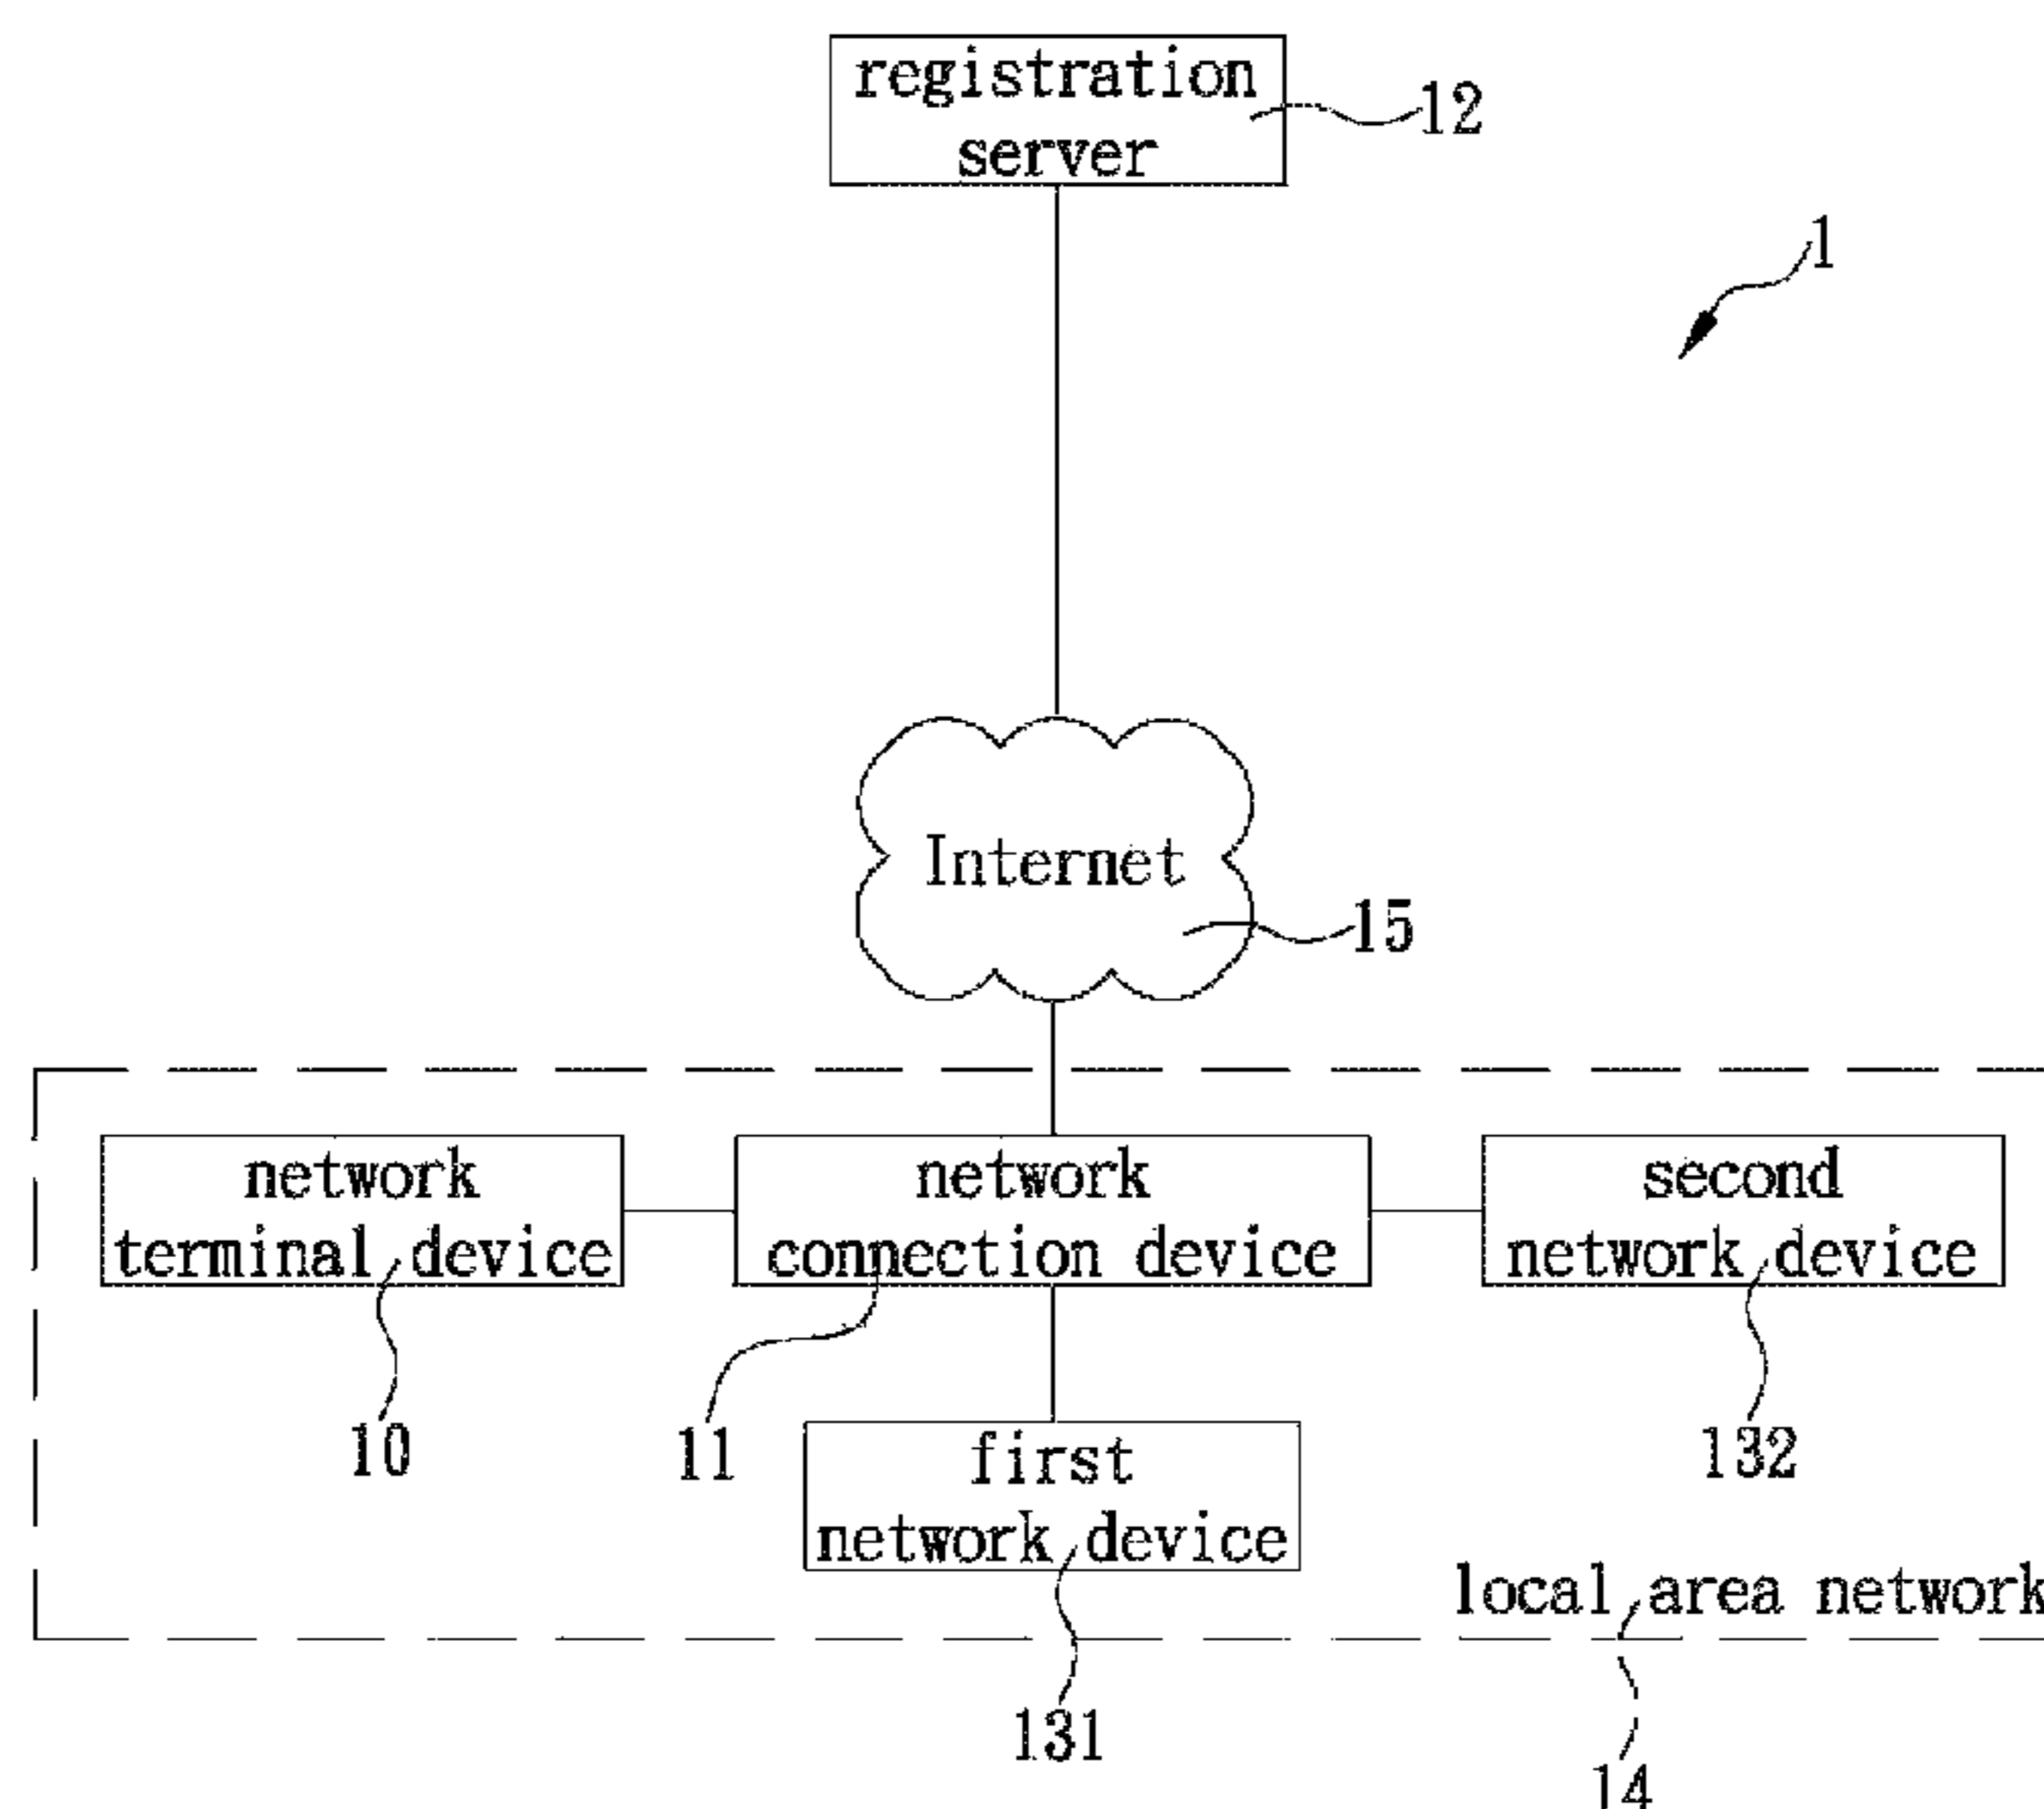 registration
server
12
1
Internet
15
network
terminal device
network
connection device
second
network device
10
11
132
first
network device
local area network
131
14